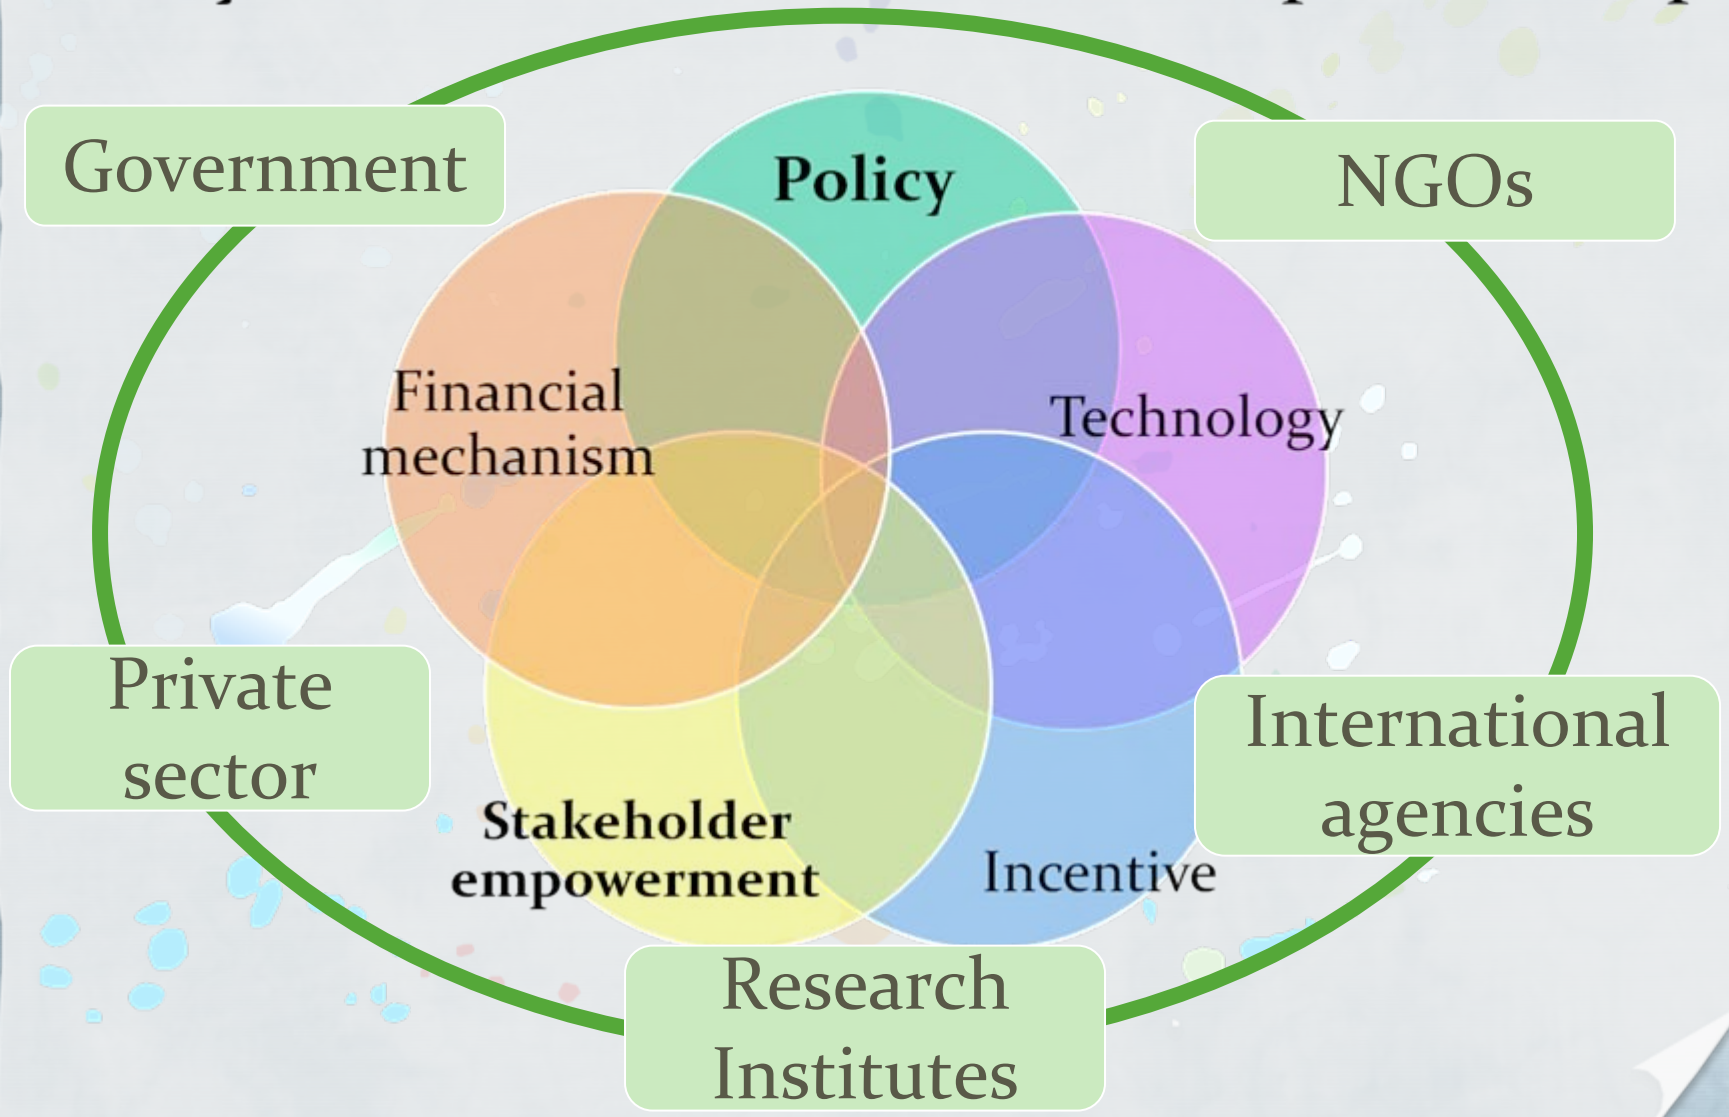 Government
Policy
NGOs
Financial
mechanism
Technology
Private
sector
International
agencies
Stakeholder
empowerment
Incentive
Research
Institutes